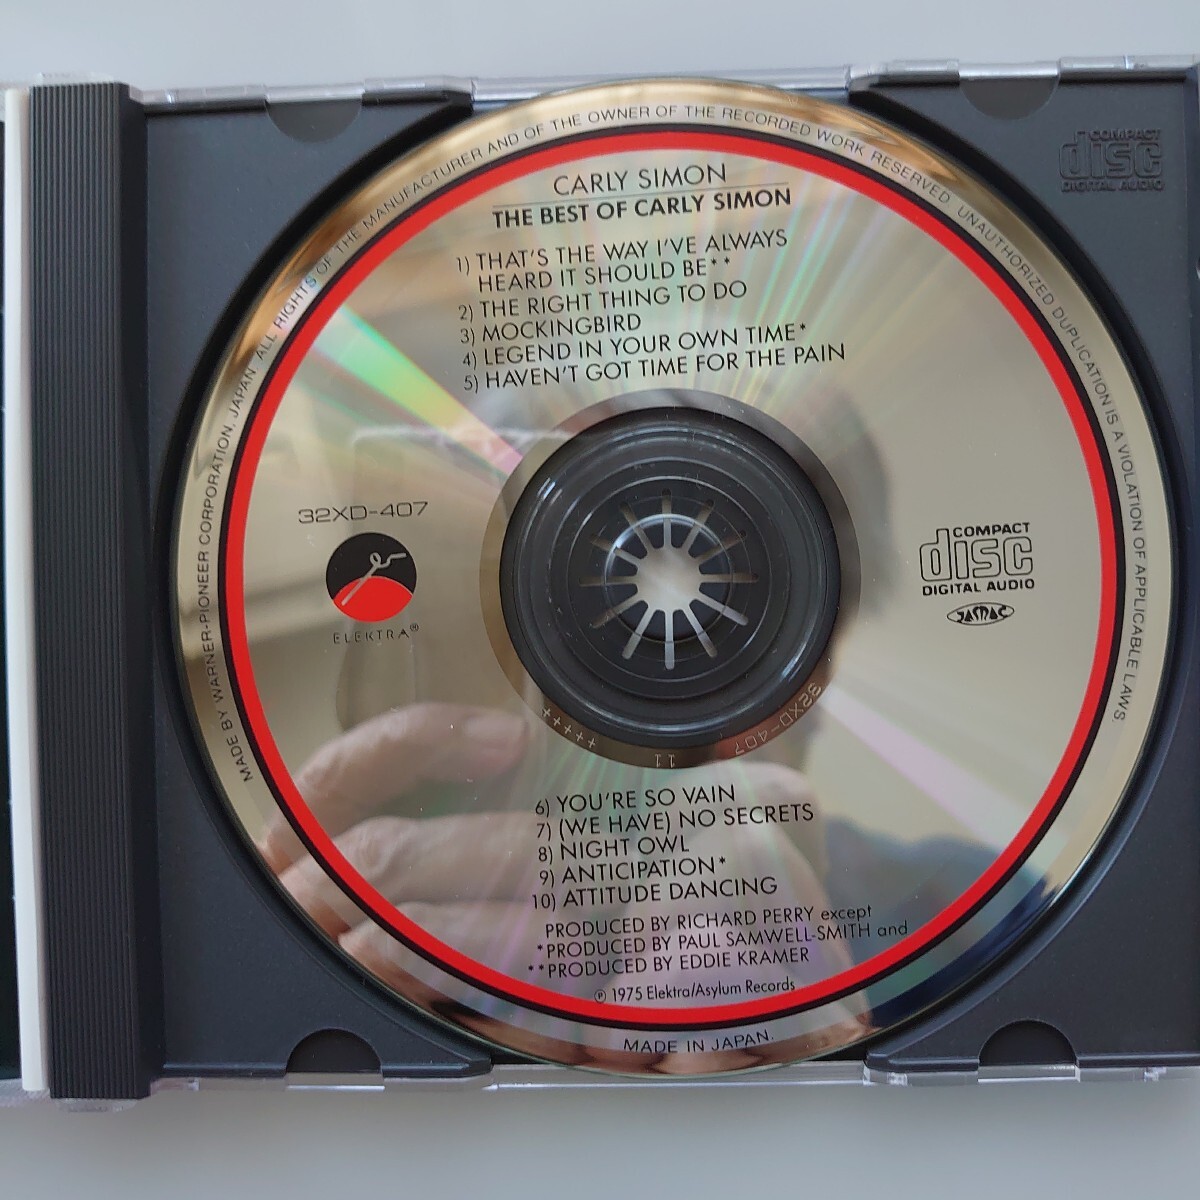 MADE BY WARNER-PIONEER CORPORATION, JAPAN ALL RIGHTS OF THE MANUFACTURER AND OF THE OWNER OF THE RECORDED WORK RESERVED. UNAUTHORIZED DUPLICATION IS A VIOLATION OF APPLICABLE LAWS
CARLY SIMON
THE BEST OF CARLY SIMON
1) THAT'S THE WAY I'VE ALWAYS
HEARD IT SHOULD BE**
2) THE RIGHT THING TO DO
3) MOCKINGBIRD
4) LEGEND IN YOUR OWN TIME*
5) HAVEN'T GOT TIME FOR THE PAIN
COMPACT
disc
DIGITAL AUDIO
32XD-407
ELEKTRA®
COMPACT
disc
DIGITAL AUDIO
JASRAC
32XD-407 11 +++++
6) YOU'RE SO VAIN
7) (WE HAVE) NO SECRETS
8) NIGHT OWL
9) ANTICIPATION*
10) ATTITUDE DANCING
PRODUCED BY RICHARD PERRY except
*PRODUCED BY PAUL SAMWELL-SMITH and
**PRODUCED BY EDDIE KRAMER
℗ 1975 Elektra/Asylum Records
MADE IN JAPAN.